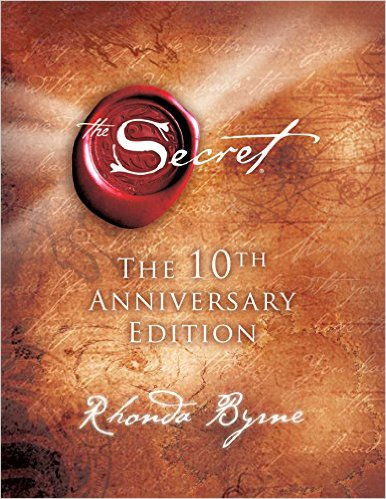 the Secret®
THE 10TH
ANNIVERSARY
EDITION
Rhonda Byrne